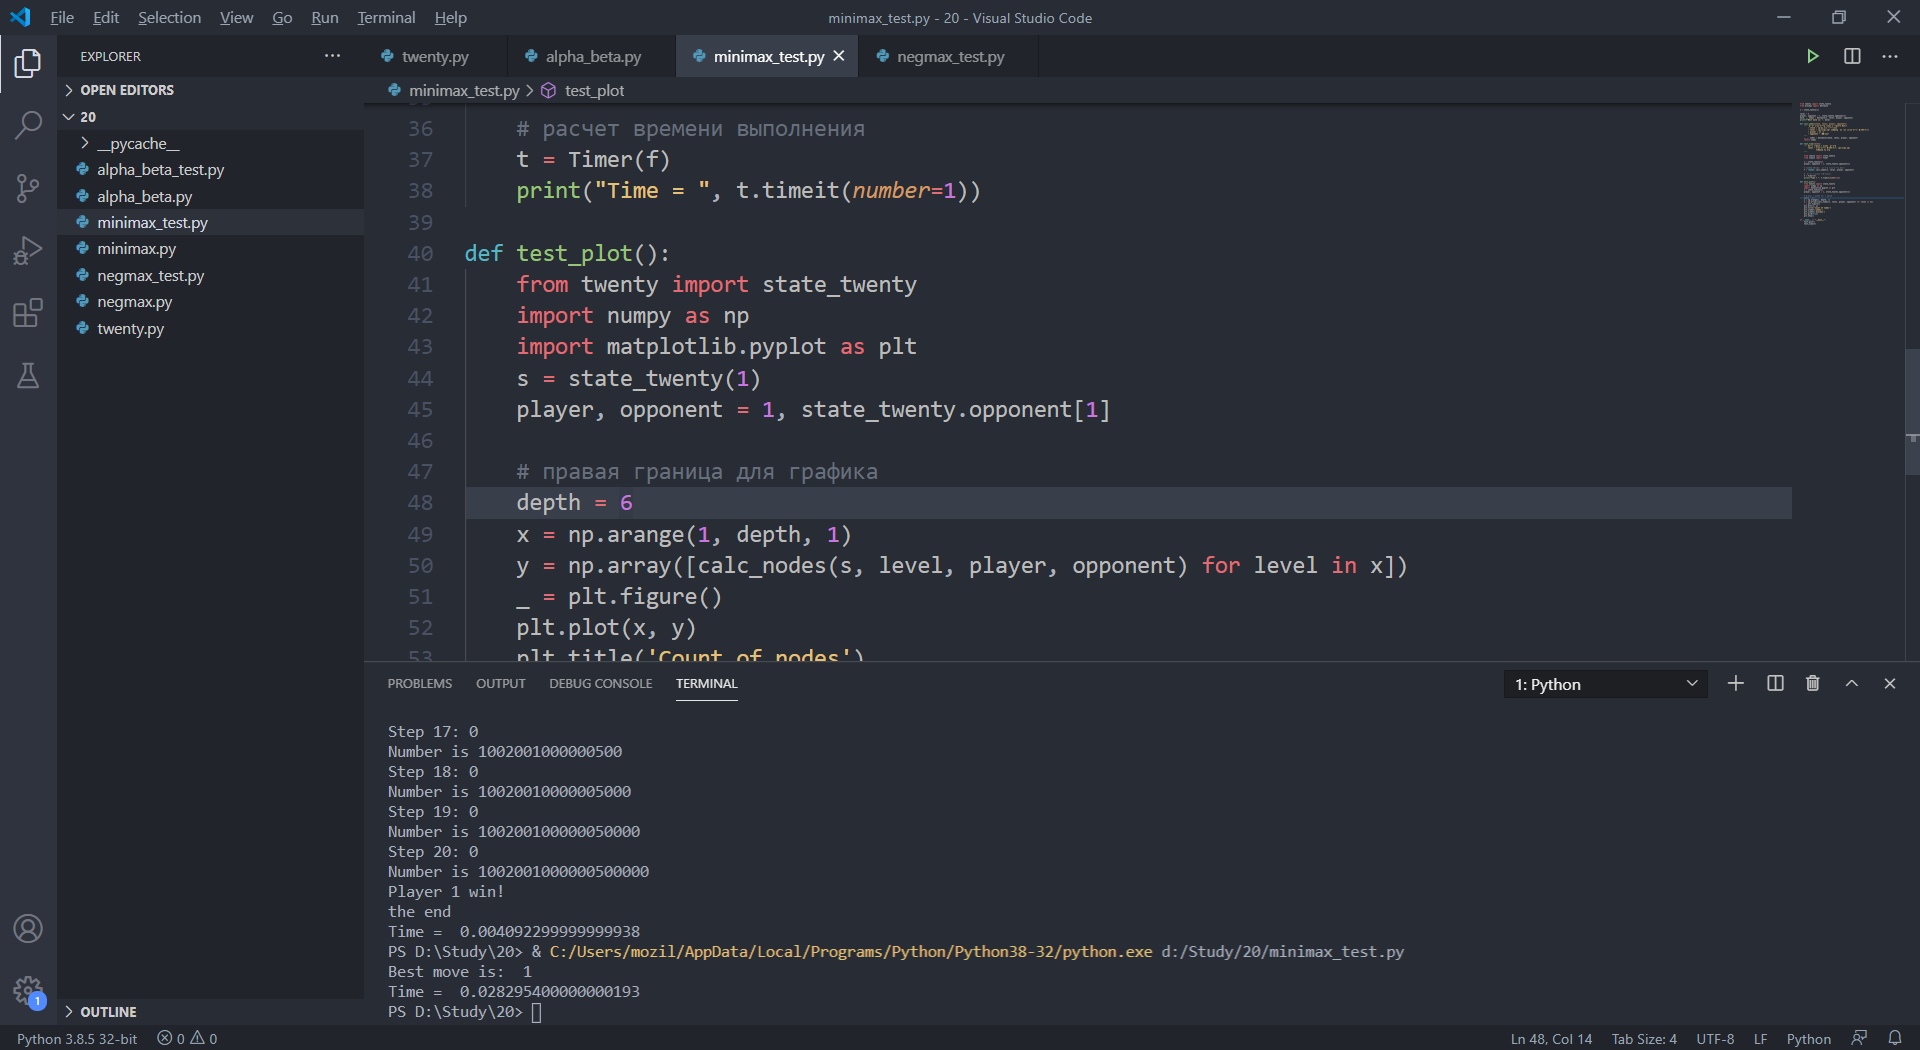 File Edit Selection View Go Run Terminal Help
minimax_test.py - 20 - Visual Studio Code
EXPLORER
twenty.py
alpha_beta.py
minimax_test.py
negmax_test.py
OPEN EDITORS
20
__pycache__
alpha_beta_test.py
alpha_beta.py
minimax_test.py
minimax.py
negmax_test.py
negmax.py
twenty.py
OUTLINE
minimax_test.py > test_plot
36 # расчет времени выполнения
37 t = Timer(f)
38 print("Time = ", t.timeit(number=1))
39
40 def test_plot():
41 from twenty import state_twenty
42 import numpy as np
43 import matplotlib.pyplot as plt
44 s = state_twenty(1)
45 player, opponent = 1, state_twenty.opponent[1]
46
47 # правая граница для графика
48 depth = 6
49 x = np.arange(1, depth, 1)
50 y = np.array([calc_nodes(s, level, player, opponent) for level in x])
51 _ = plt.figure()
52 plt.plot(x, y)
53 plt.title('Count of nodes')
PROBLEMS OUTPUT DEBUG CONSOLE TERMINAL
1: Python
Step 17: 0
Number is 1002001000000500
Step 18: 0
Number is 10020010000005000
Step 19: 0
Number is 100200100000050000
Step 20: 0
Number is 1002001000000500000
Player 1 win!
the end
Time =  0.004092299999999938
PS D:\Study\20> & C:/Users/mozil/AppData/Local/Programs/Python/Python38-32/python.exe d:/Study/20/minimax_test.py
Best move is:  1
Time =  0.028295400000000193
PS D:\Study\20>
1
Python 3.8.5 32-bit 0 0
Ln 48, Col 14 Tab Size: 4 UTF-8 LF Python